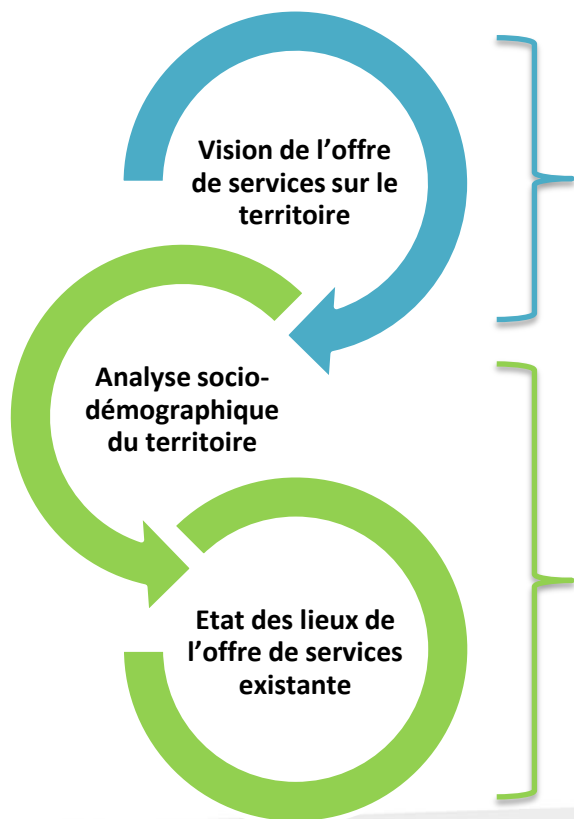 Vision de l’offre
de services sur le
territoire
Analyse socio-
démographique
du territoire
Etat des lieux de
l’offre de services
existante